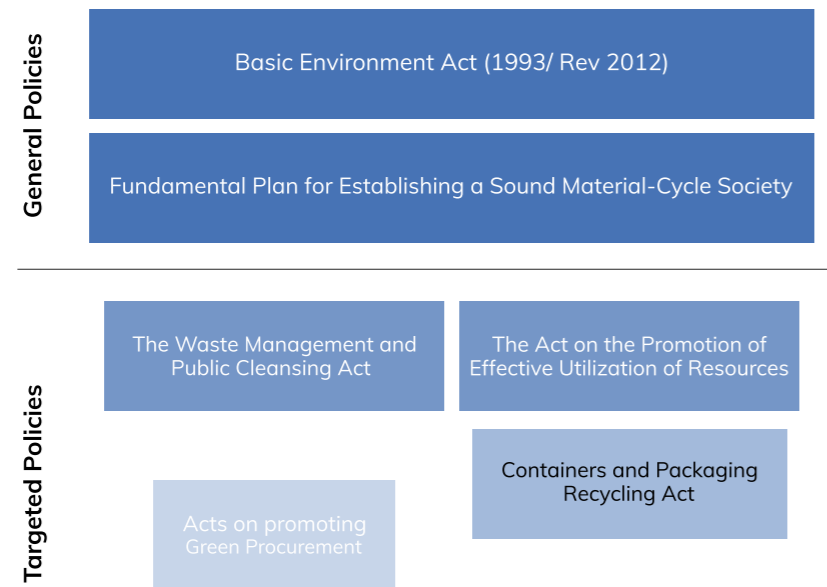 General Policies
Basic Environment Act (1993/ Rev 2012)
Fundamental Plan for Establishing a Sound Material-Cycle Society
Targeted Policies
The Waste Management and
Public Cleansing Act
The Act on the Promotion of
Effective Utilization of Resources
Containers and Packaging
Recycling Act
Acts on promoting
Green Procurement